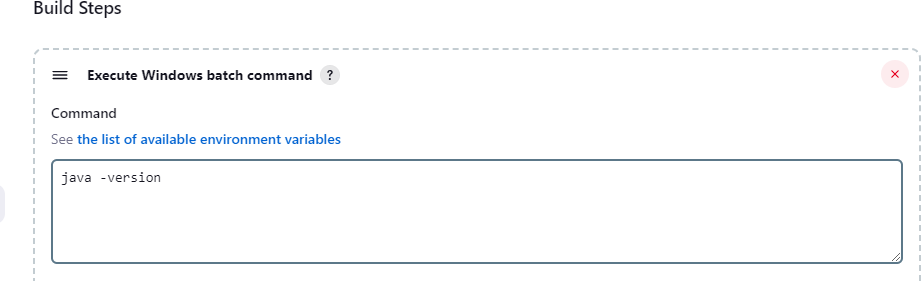 Build Steps
Execute Windows batch command ?
Command
See the list of available environment variables
java -version